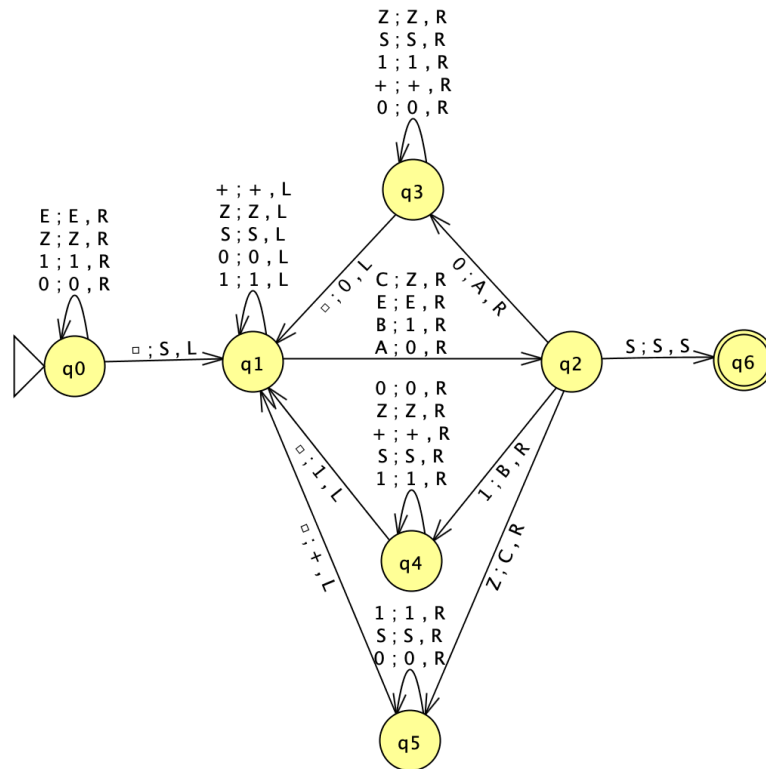 Z ; Z , R
S ; S , R
1 ; 1 , R
+ ; + , R
0 ; 0 , R
q3
+ ; + , L
Z ; Z , L
S ; S , L
0 ; 0 , L
1 ; 1 , L
E ; E , R
Z ; Z , R
1 ; 1 , R
0 ; 0 , R
□ ; 0 , L
0 ; A , R
C ; Z , R
E ; E , R
B ; 1 , R
A ; 0 , R
q0
□ ; S , L
q1
q2
S ; S , S
q6
0 ; 0 , R
Z ; Z , R
+ ; + , R
S ; S , R
1 ; 1 , R
□ ; 1 , L
1 ; B , R
q4
□ ; + , L
Z ; C , R
1 ; 1 , R
S ; S , R
0 ; 0 , R
q5